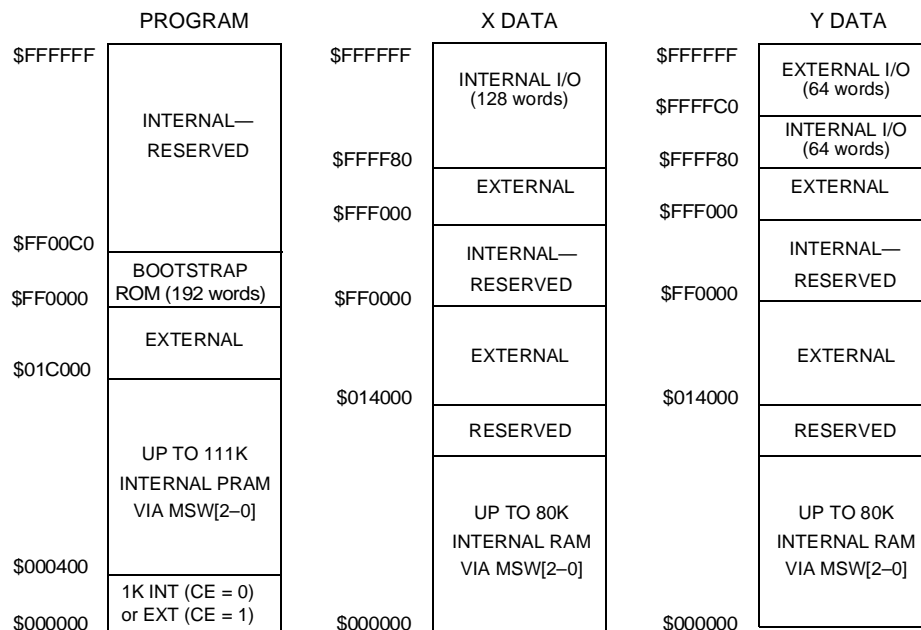 PROGRAM
$FFFFFF
INTERNAL—
RESERVED
$FF00C0
BOOTSTRAP
ROM (192 words)
$FF0000
EXTERNAL
$01C000
UP TO 111K
INTERNAL PRAM
VIA MSW[2–0]
$000400
1K INT (CE = 0)
or EXT (CE = 1)
$000000
X DATA
$FFFFFF
INTERNAL I/O
(128 words)
$FFFF80
EXTERNAL
$FFF000
INTERNAL—
RESERVED
$FF0000
EXTERNAL
$014000
RESERVED
UP TO 80K
INTERNAL RAM
VIA MSW[2–0]
$000000
Y DATA
$FFFFFF
EXTERNAL I/O
(64 words)
$FFFFC0
INTERNAL I/O
(64 words)
$FFFF80
EXTERNAL
$FFF000
INTERNAL—
RESERVED
$FF0000
EXTERNAL
$014000
RESERVED
UP TO 80K
INTERNAL RAM
VIA MSW[2–0]
$000000